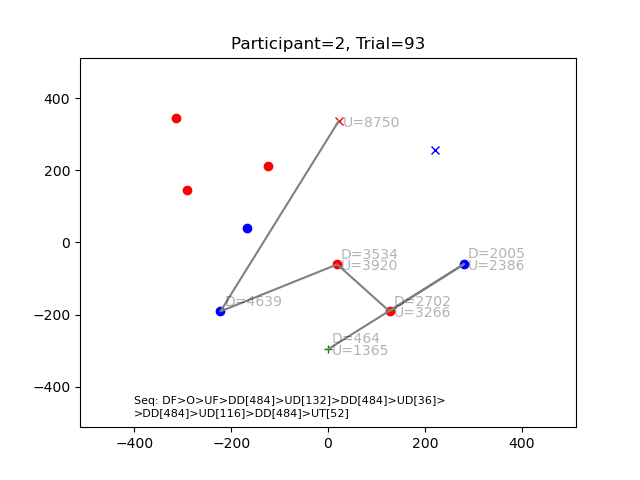 Participant=2, Trial=93
400
200
0
−200
−400
−400
−200
0
200
400
U=8750
D=3534
U=3920
D=2005
U=2386
D=4639
D=2702
U=3266
D=464
U=1365
Seq: DF>O>UF>DD[484]>UD[132]>DD[484]>UD[36]>
>DD[484]>UD[116]>DD[484]>UT[52]